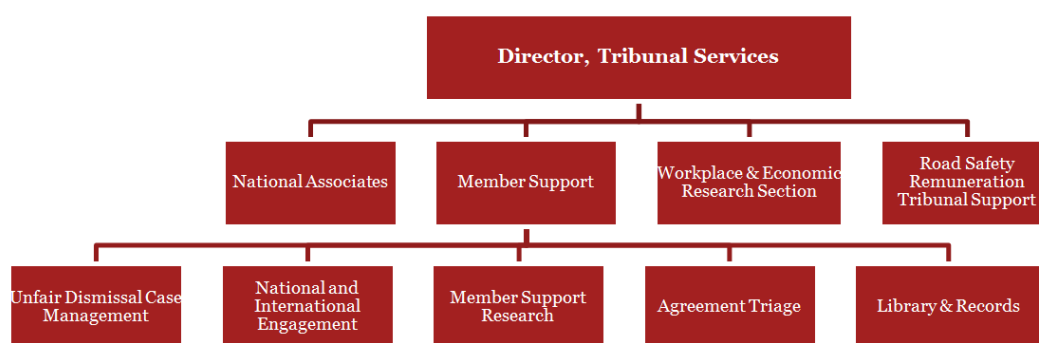 Director, Tribunal Services
National Associates
Member Support
Workplace & Economic
Research Section
Road Safety
Remuneration
Tribunal Support
Unfair Dismissal Case
Management
National and
International
Engagement
Member Support
Research
Agreement Triage
Library & Records